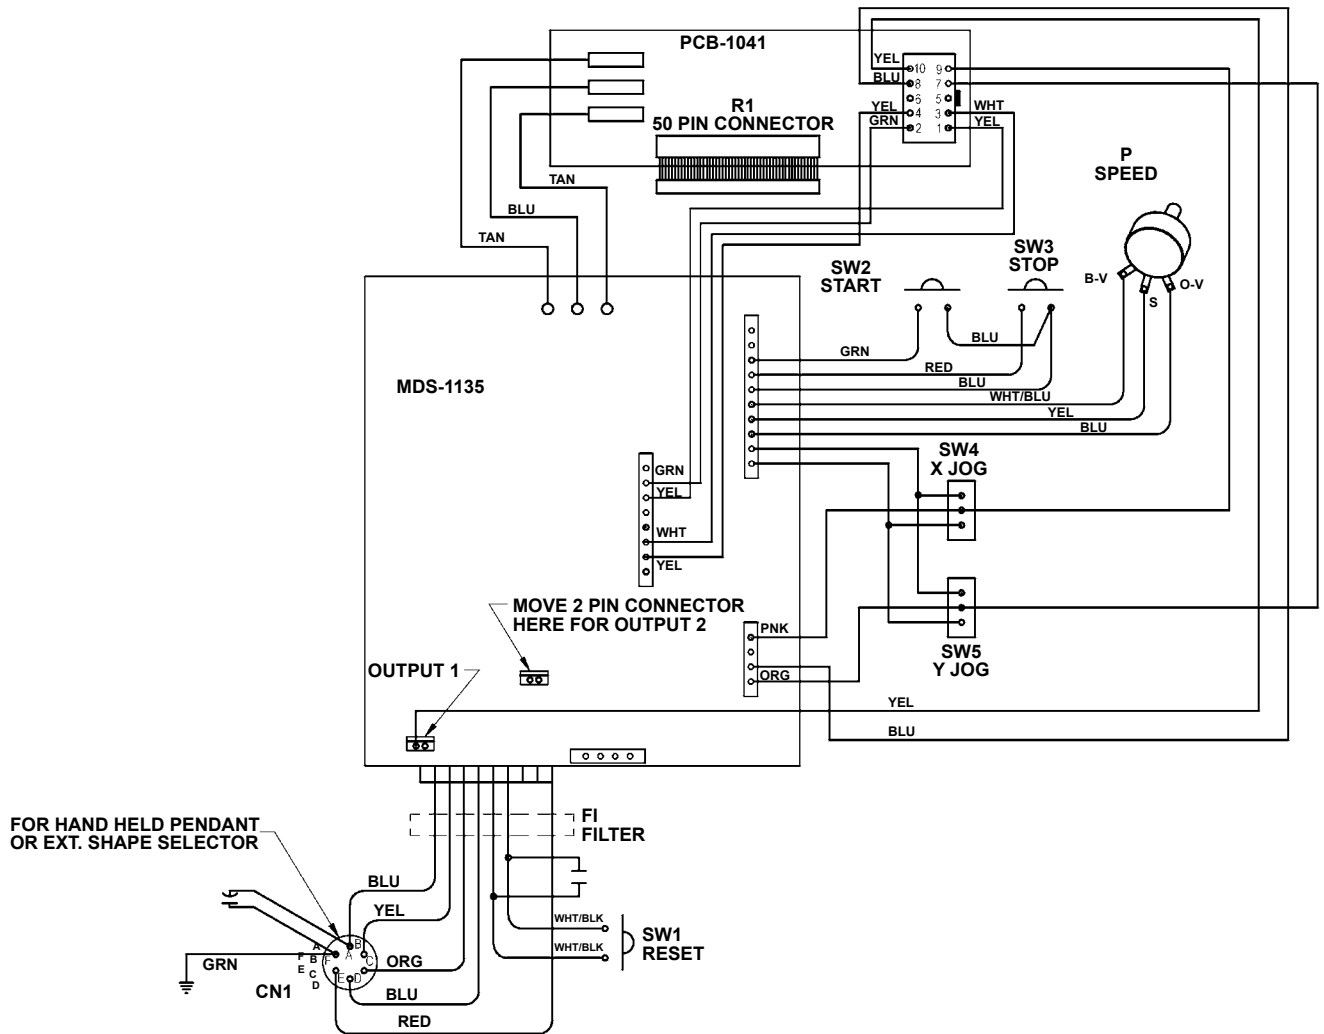 PCB-1041
R1
50 PIN CONNECTOR
YEL
BLU
YEL
GRN
10 9
8 7
6 5
4 3
2 1
WHT
YEL
TAN
BLU
TAN
P
SPEED
B-V
S
O-V
SW2
START
SW3
STOP
GRN
BLU
RED
BLU
WHT/BLU
YEL
BLU
MDS-1135
GRN
YEL
WHT
YEL
SW4
X JOG
SW5
Y JOG
MOVE 2 PIN CONNECTOR
HERE FOR OUTPUT 2
PNK
ORG
OUTPUT 1
YEL
BLU
FI
FILTER
FOR HAND HELD PENDANT
OR EXT. SHAPE SELECTOR
BLU
YEL
WHT/BLK
WHT/BLK
SW1
RESET
A
F B
E C
D
B
A
F C
E D
GRN
ORG
CN1
BLU
RED